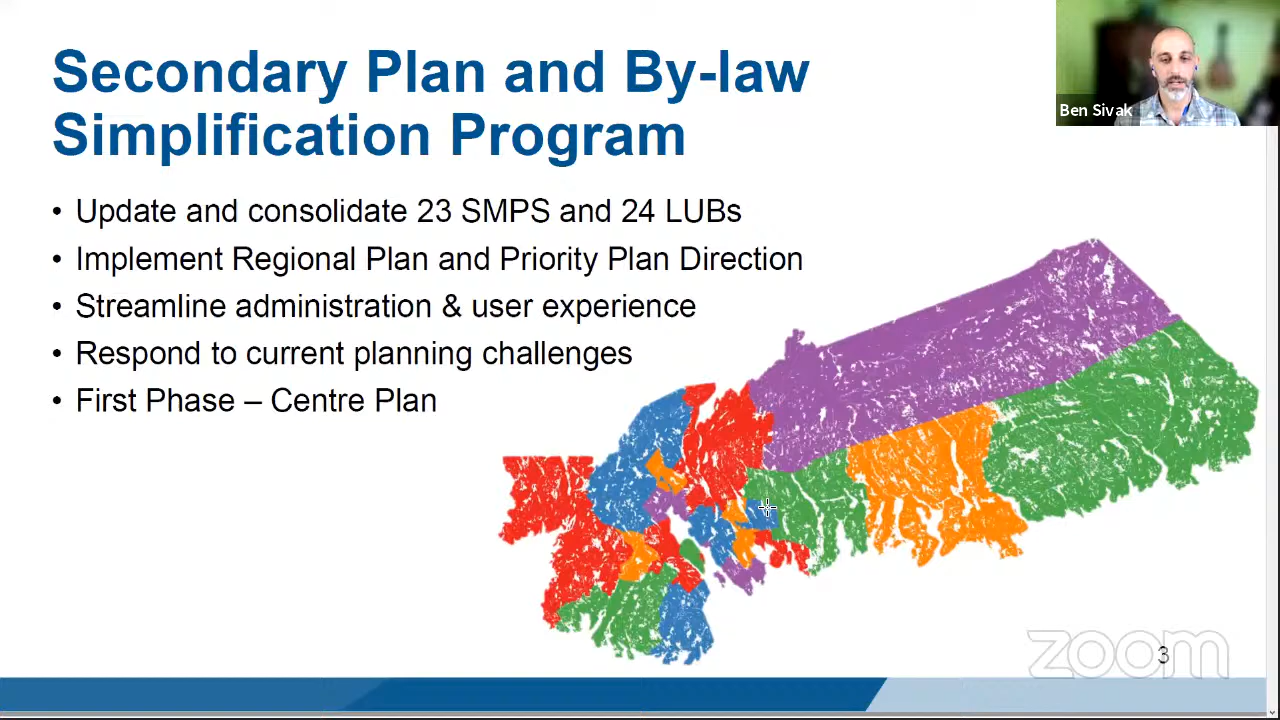 Secondary Plan and By-law
Simplification Program
Ben Sivak
• Update and consolidate 23 SMPS and 24 LUBs
• Implement Regional Plan and Priority Plan Direction
• Streamline administration & user experience
• Respond to current planning challenges
• First Phase – Centre Plan
zoom
3